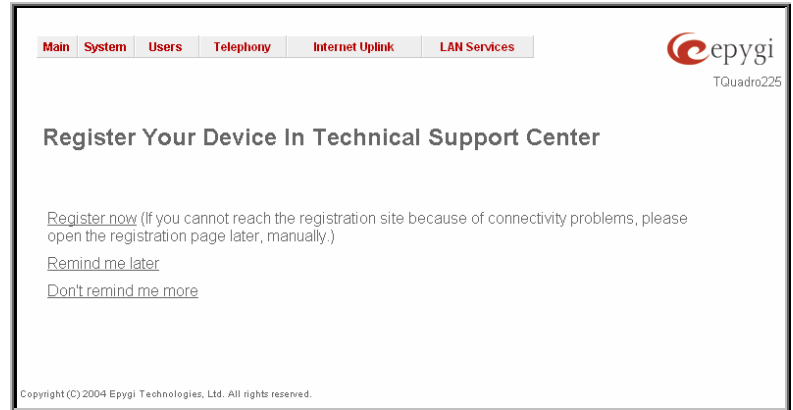 Main System Users Telephony Internet Uplink LAN Services
epygi
TQuadro225
Register Your Device In Technical Support Center
Register now (If you cannot reach the registration site because of connectivity problems, please
open the registration page later, manually.)
Remind me later
Don't remind me more
Copyright (C) 2004 Epygi Technologies, Ltd. All rights reserved.